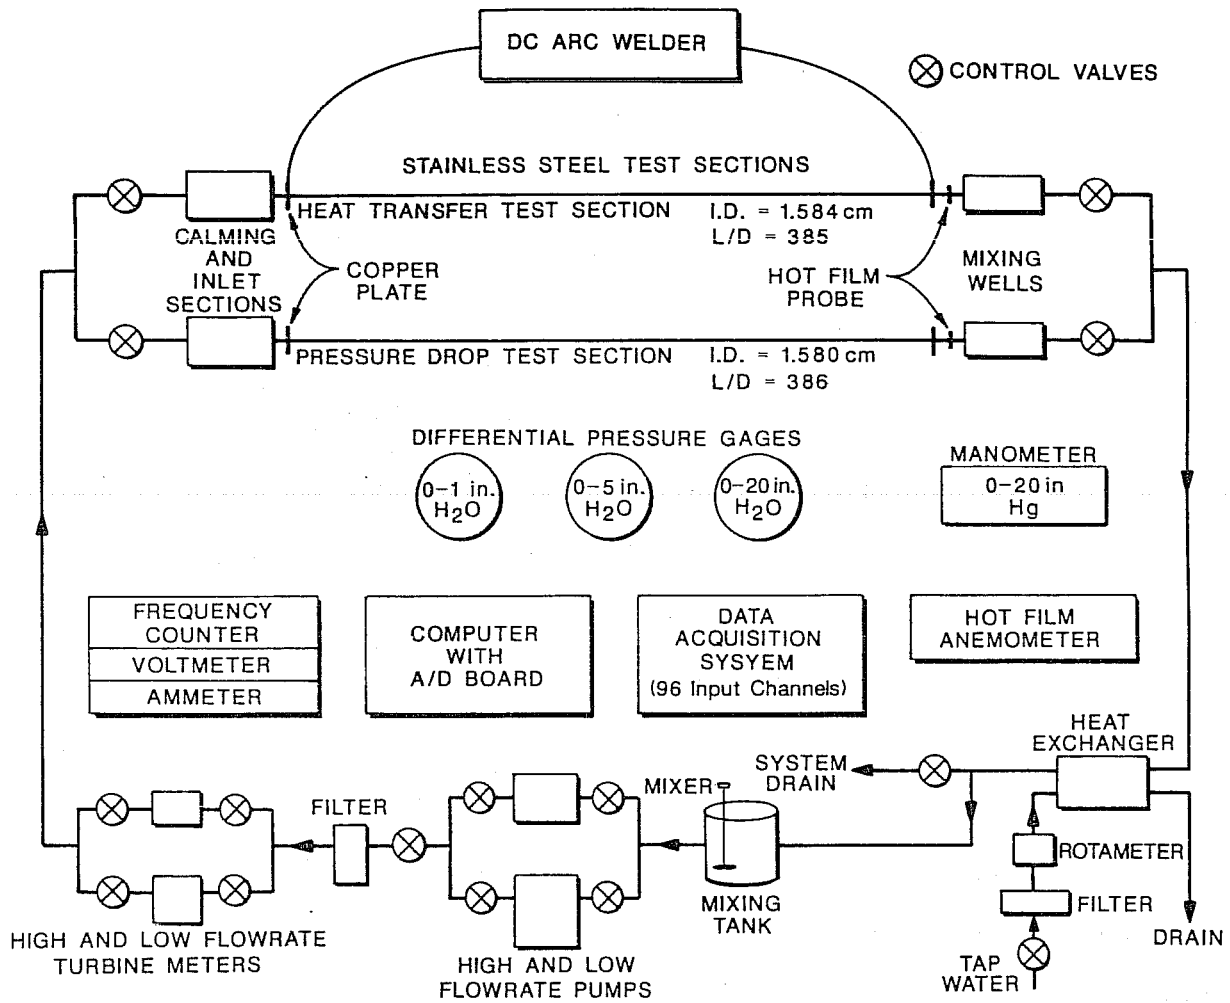 DC ARC WELDER
CONTROL VALVES
STAINLESS STEEL TEST SECTIONS
HEAT TRANSFER TEST SECTION
I.D. = 1.584 cm
L/D = 385
CALMING
AND
INLET
SECTIONS
COPPER
PLATE
HOT FILM
PROBE
MIXING
WELLS
PRESSURE DROP TEST SECTION
I.D. = 1.580 cm
L/D = 386
DIFFERENTIAL PRESSURE GAGES
0-1 in.
H2O
0-5 in.
H2O
0-20 in.
H2O
MANOMETER
0-20 in
Hg
FREQUENCY
COUNTER
VOLTMETER
AMMETER
COMPUTER
WITH
A/D BOARD
DATA
ACQUISITION
SYSYEM
(96 Input Channels)
HOT FILM
ANEMOMETER
HEAT
EXCHANGER
SYSTEM
DRAIN
MIXER
FILTER
ROTAMETER
FILTER
MIXING
TANK
DRAIN
TAP
WATER
HIGH AND LOW FLOWRATE
TURBINE METERS
HIGH AND LOW
FLOWRATE PUMPS